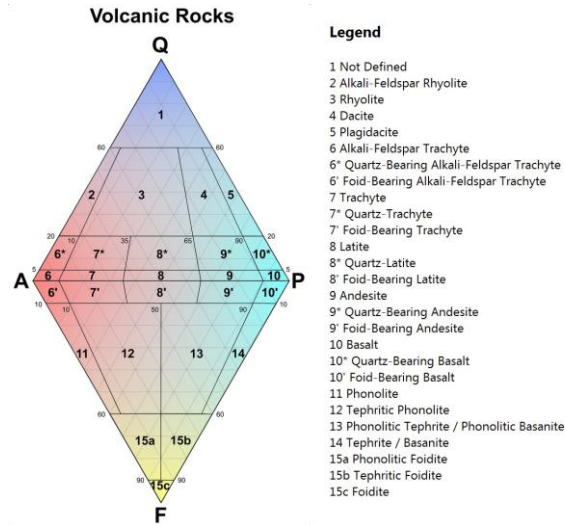 Volcanic Rocks
Q
1
60 60
2 3 4 5
20 10 35 65 90 20
6* 7* 8* 9* 10*
5 5
A 6 7 8 9 10 P
6' 7' 8' 9' 10'
10 10 50 90 10
11 12 13 14
60 60
15a 15b
90 90
15c
F
Legend
1 Not Defined
2 Alkali-Feldspar Rhyolite
3 Rhyolite
4 Dacite
5 Plagidacite
6 Alkali-Feldspar Trachyte
6* Quartz-Bearing Alkali-Feldspar Trachyte
6' Foid-Bearing Alkali-Feldspar Trachyte
7 Trachyte
7* Quartz-Trachyte
7' Foid-Bearing Trachyte
8 Latite
8* Quartz-Latite
8' Foid-Bearing Latite
9 Andesite
9* Quartz-Bearing Andesite
9' Foid-Bearing Andesite
10 Basalt
10* Quartz-Bearing Basalt
10' Foid-Bearing Basalt
11 Phonolite
12 Tephritic Phonolite
13 Phonolitic Tephrite / Phonolitic Basanite
14 Tephrite / Basanite
15a Phonolitic Foidite
15b Tephritic Foidite
15c Foidite